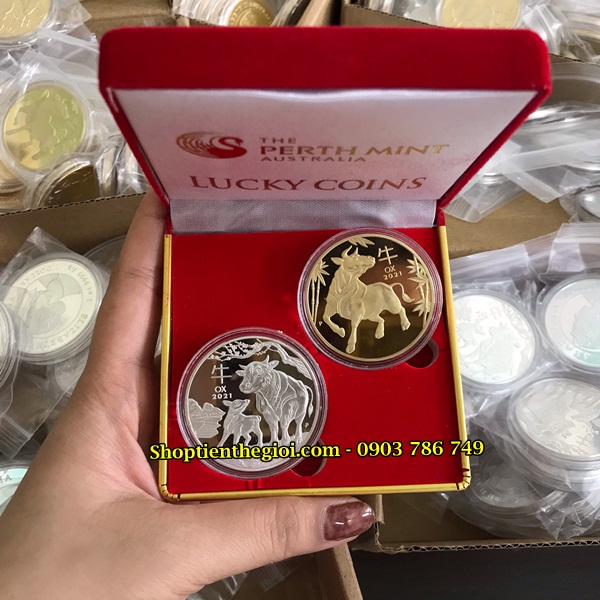 THE
PERTH MINT
AUSTRALIA
LUCKY COINS
牛
OX
2021
牛
OX
2021
Shoptienthegioi.com - 0903 786 749